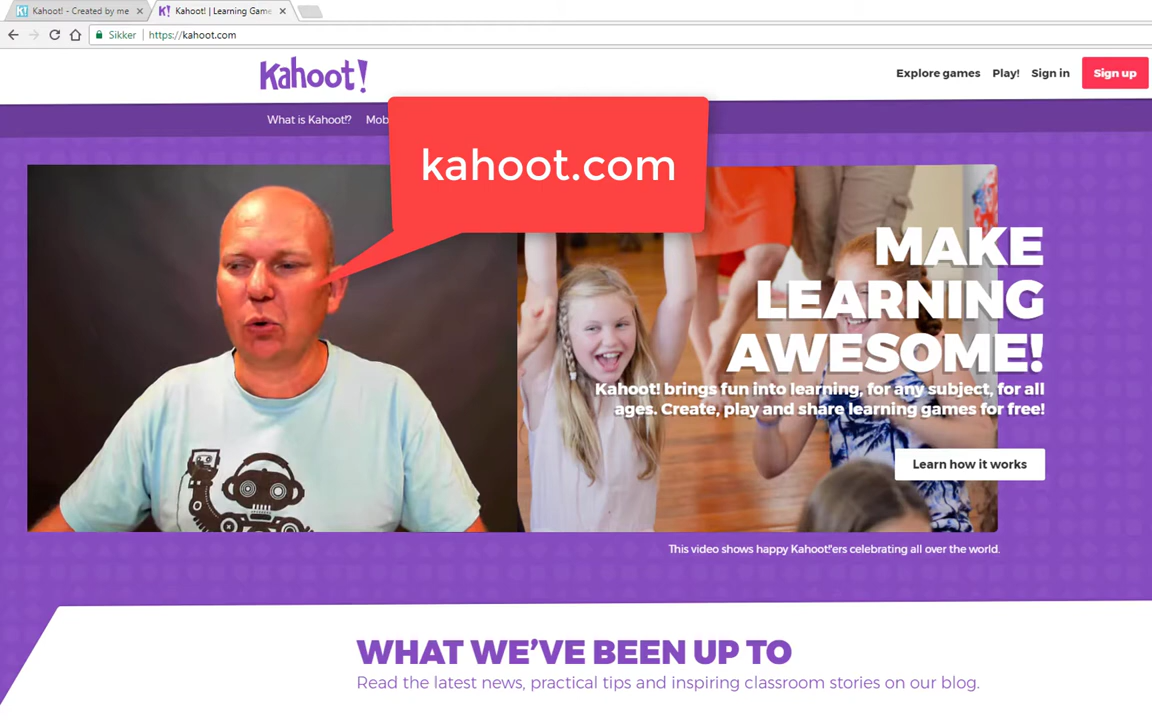 Kahoot! - Created by me
Kahoot! | Learning Game
Sikker
https://kahoot.com
Kahoot!
Explore games
Play!
Sign in
Sign up
What is Kahoot!?
Mob
kahoot.com
MAKE
LEARNING
AWESOME!
Kahoot! brings fun into learning, for any subject, for all
ages. Create, play and share learning games for free!
Learn how it works
This video shows happy Kahoot!'ers celebrating all over the world.
WHAT WE'VE BEEN UP TO
Read the latest news, practical tips and inspiring classroom stories on our blog.